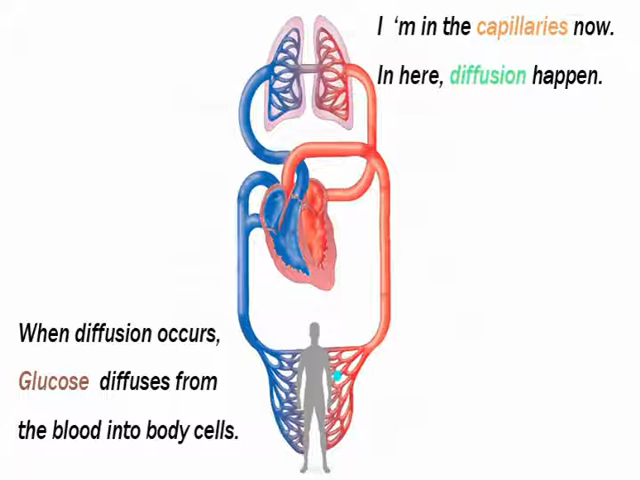 I ‘m in the capillaries now.
In here, diffusion happen.
When diffusion occurs,
Glucose diffuses from
the blood into body cells.